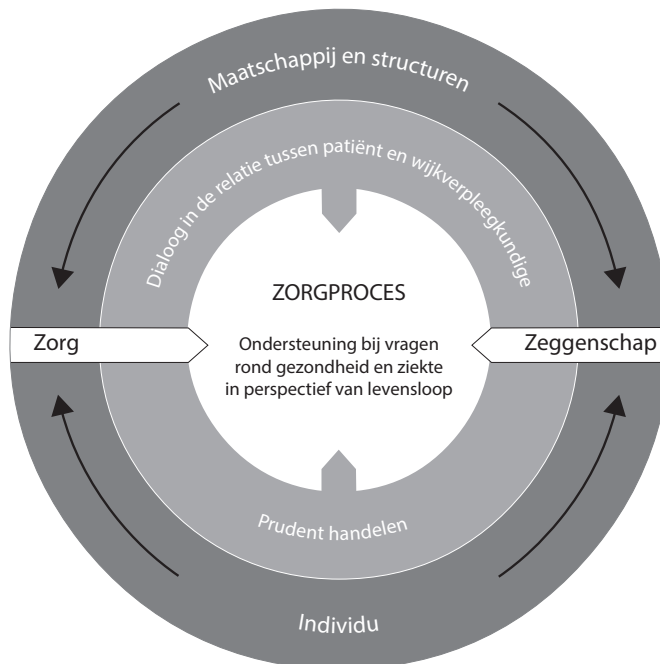 Maatschappij en structuren
Dialoog in de relatie tussen patiënt en wijkverpleegkundige
ZORGPROCES
Zorg
Ondersteuning bij vragen
rond gezondheid en ziekte
in perspectief van levensloop
Zeggenschap
Prudent handelen
Individu